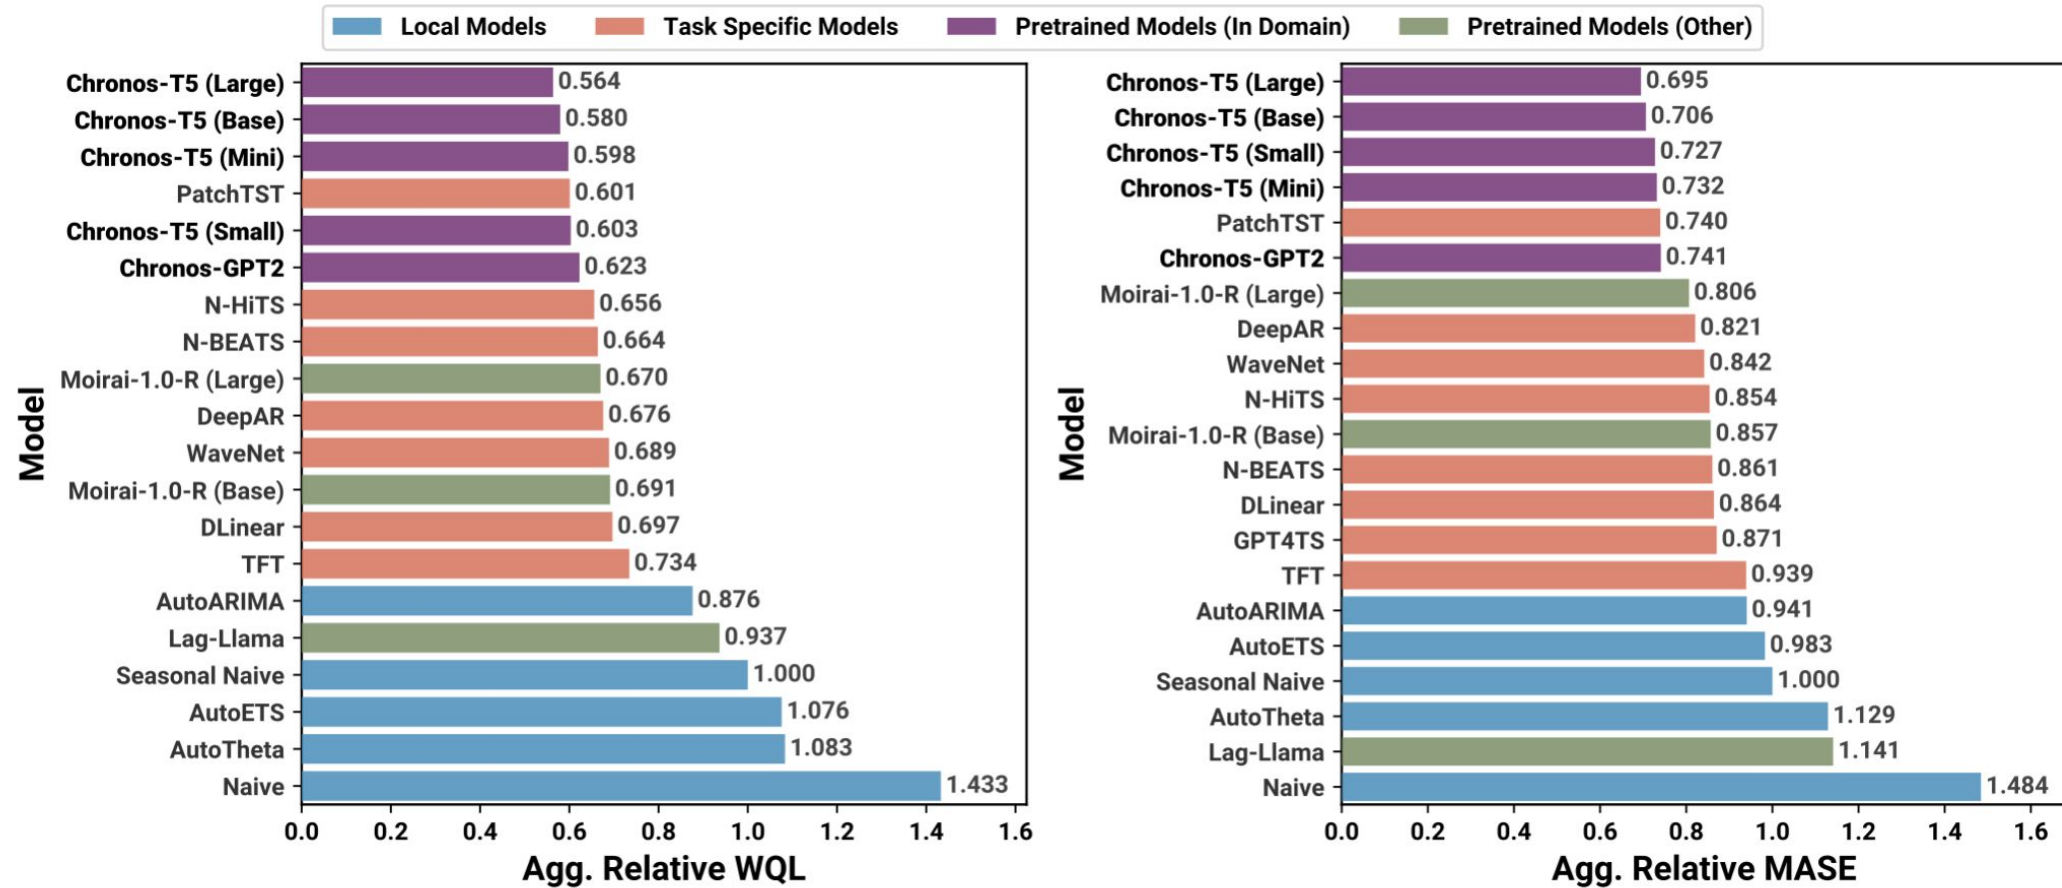 Local Models
Task Specific Models
Pretrained Models (In Domain)
Pretrained Models (Other)
Model
Chronos-T5 (Large) 0.564
Chronos-T5 (Base) 0.580
Chronos-T5 (Mini) 0.598
PatchTST 0.601
Chronos-T5 (Small) 0.603
Chronos-GPT2 0.623
N-HiTS 0.656
N-BEATS 0.664
Moirai-1.0-R (Large) 0.670
DeepAR 0.676
WaveNet 0.689
Moirai-1.0-R (Base) 0.691
DLinear 0.697
TFT 0.734
AutoARIMA 0.876
Lag-Llama 0.937
Seasonal Naive 1.000
AutoETS 1.076
AutoTheta 1.083
Naive 1.433
0.0 0.2 0.4 0.6 0.8 1.0 1.2 1.4 1.6
Agg. Relative WQL
Model
Chronos-T5 (Large) 0.695
Chronos-T5 (Base) 0.706
Chronos-T5 (Small) 0.727
Chronos-T5 (Mini) 0.732
PatchTST 0.740
Chronos-GPT2 0.741
Moirai-1.0-R (Large) 0.806
DeepAR 0.821
WaveNet 0.842
N-HiTS 0.854
Moirai-1.0-R (Base) 0.857
N-BEATS 0.861
DLinear 0.864
GPT4TS 0.871
TFT 0.939
AutoARIMA 0.941
AutoETS 0.983
Seasonal Naive 1.000
AutoTheta 1.129
Lag-Llama 1.141
Naive 1.484
0.0 0.2 0.4 0.6 0.8 1.0 1.2 1.4 1.6
Agg. Relative MASE